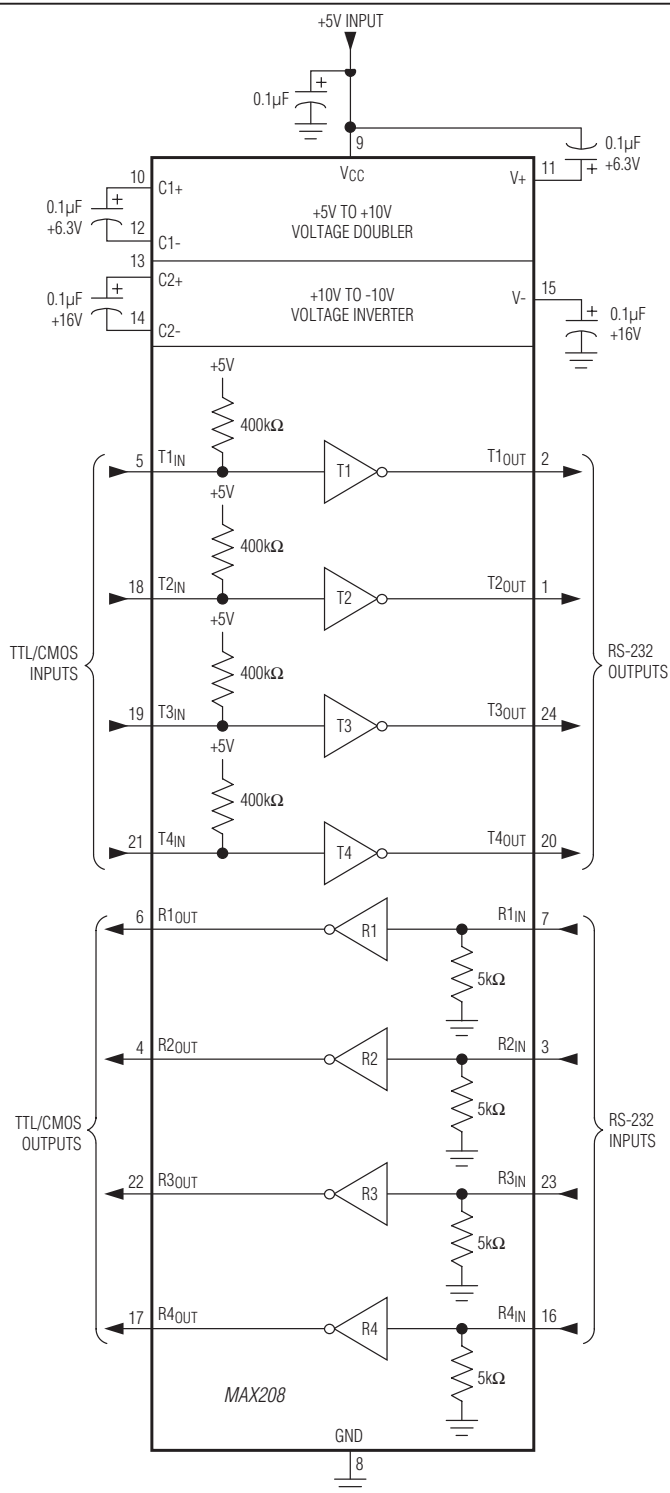 +5V INPUT
0.1µF
+
9
0.1µF
+6.3V
+
10
C1+
VCC
V+
11
0.1µF
+6.3V
+
12
C1-
+5V TO +10V
VOLTAGE DOUBLER
13
C2+
0.1µF
+16V
+
14
C2-
+10V TO -10V
VOLTAGE INVERTER
V-
15
+
0.1µF
+16V
+5V
400kΩ
5
T1IN
T1
T1OUT
2
+5V
400kΩ
18
T2IN
T2
T2OUT
1
+5V
TTL/CMOS
INPUTS
RS-232
OUTPUTS
400kΩ
19
T3IN
T3
T3OUT
24
+5V
400kΩ
21
T4IN
T4
T4OUT
20
6
R1OUT
R1
R1IN
7
5kΩ
4
R2OUT
R2
R2IN
3
5kΩ
TTL/CMOS
OUTPUTS
RS-232
INPUTS
22
R3OUT
R3
R3IN
23
5kΩ
17
R4OUT
R4
R4IN
16
5kΩ
MAX208
GND
8